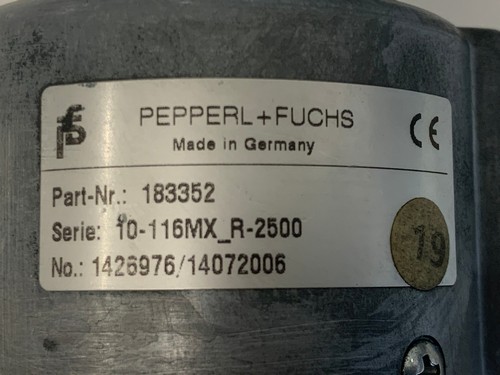 PEPPERL+FUCHS
CE
Made in Germany
Part-Nr.: 183352
Serie: 10-116MX_R-2500
No.: 1426976/14072006
19